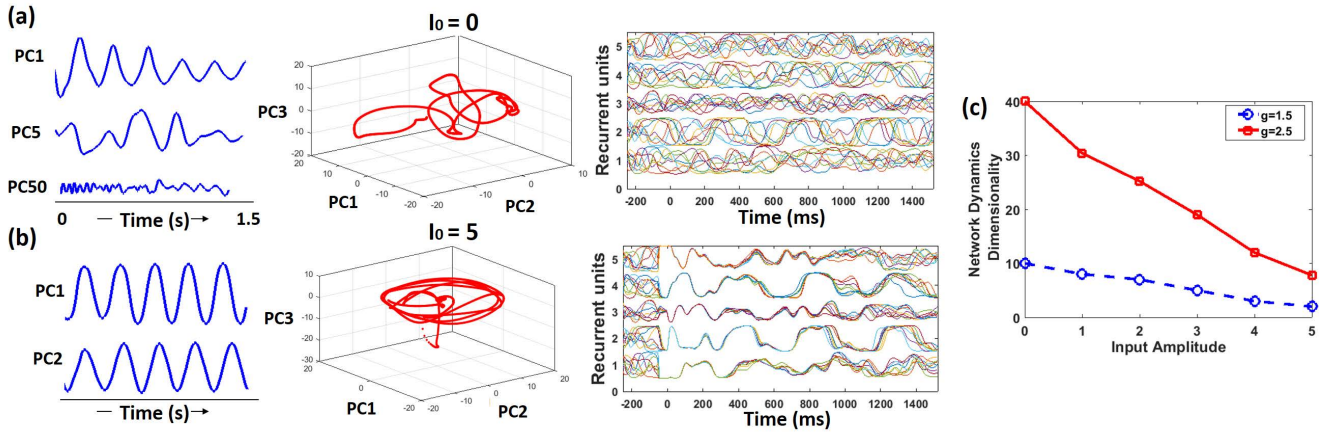 (a)
PC1
PC5
PC50
0 — Time (s) → 1.5
I0 = 0
20
10
0
-10
-20
PC3
20
10
0
-10
-20
PC1
-10
0
10
PC2
Recurrent units
5
4
3
2
1
-200 0 200 400 600 800 1000 1200 1400
Time (ms)
(b)
PC1
PC2
— Time (s) →
I0 = 5
10
0
-10
-20
-30
PC3
20
0
-20
PC1
-20
-10
0
10
20
PC2
Recurrent units
5
4
3
2
1
-200 0 200 400 600 800 1000 1200 1400
Time (ms)
(c)
Network Dynamics
Dimensionality
40
30
20
10
0
g=1.5
g=2.5
0 1 2 3 4 5
Input Amplitude